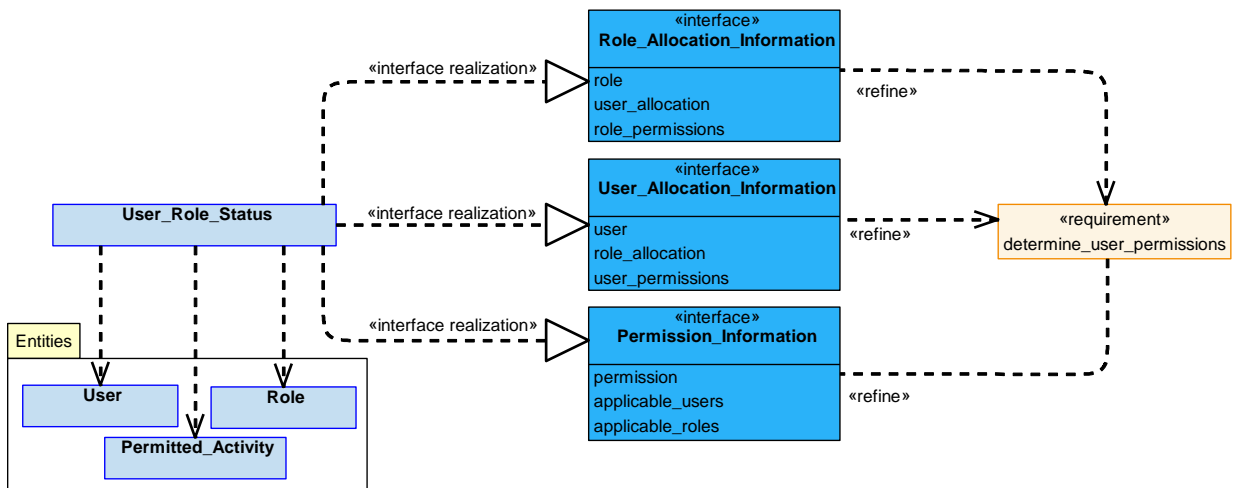 «interface»
Role_Allocation_Information
«interface realization»
role
user_allocation
role_permissions
«refine»
«interface»
User_Allocation_Information
User_Role_Status
«interface realization»
user
role_allocation
user_permissions
«refine»
«requirement»
determine_user_permissions
«interface»
Permission_Information
«interface realization»
permission
applicable_users
applicable_roles
«refine»
Entities
User
Role
Permitted_Activity